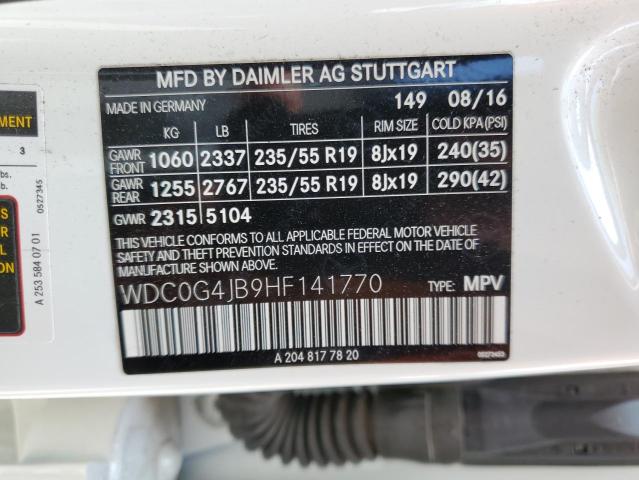 MFD BY DAIMLER AG STUTTGART
MADE IN GERMANY 149 08/16
KG LB TIRES RIM SIZE COLD KPA(PSI)
GAWR FRONT 1060 2337 235/55 R19 8Jx19 240(35)
GAWR REAR 1255 2767 235/55 R19 8Jx19 290(42)
GWR 2315 5104
THIS VEHICLE CONFORMS TO ALL APPLICABLE FEDERAL MOTOR VEHICLE
SAFETY AND THEFT PREVENTION STANDARDS IN EFFECT ON THE DATE
OF MANUFACTURE SHOWN ABOVE.
WDC0G4JB9HF141770 TYPE: MPV
A 204 817 78 20
MENT
3
lbs.
0527345
A 253 584 07 01